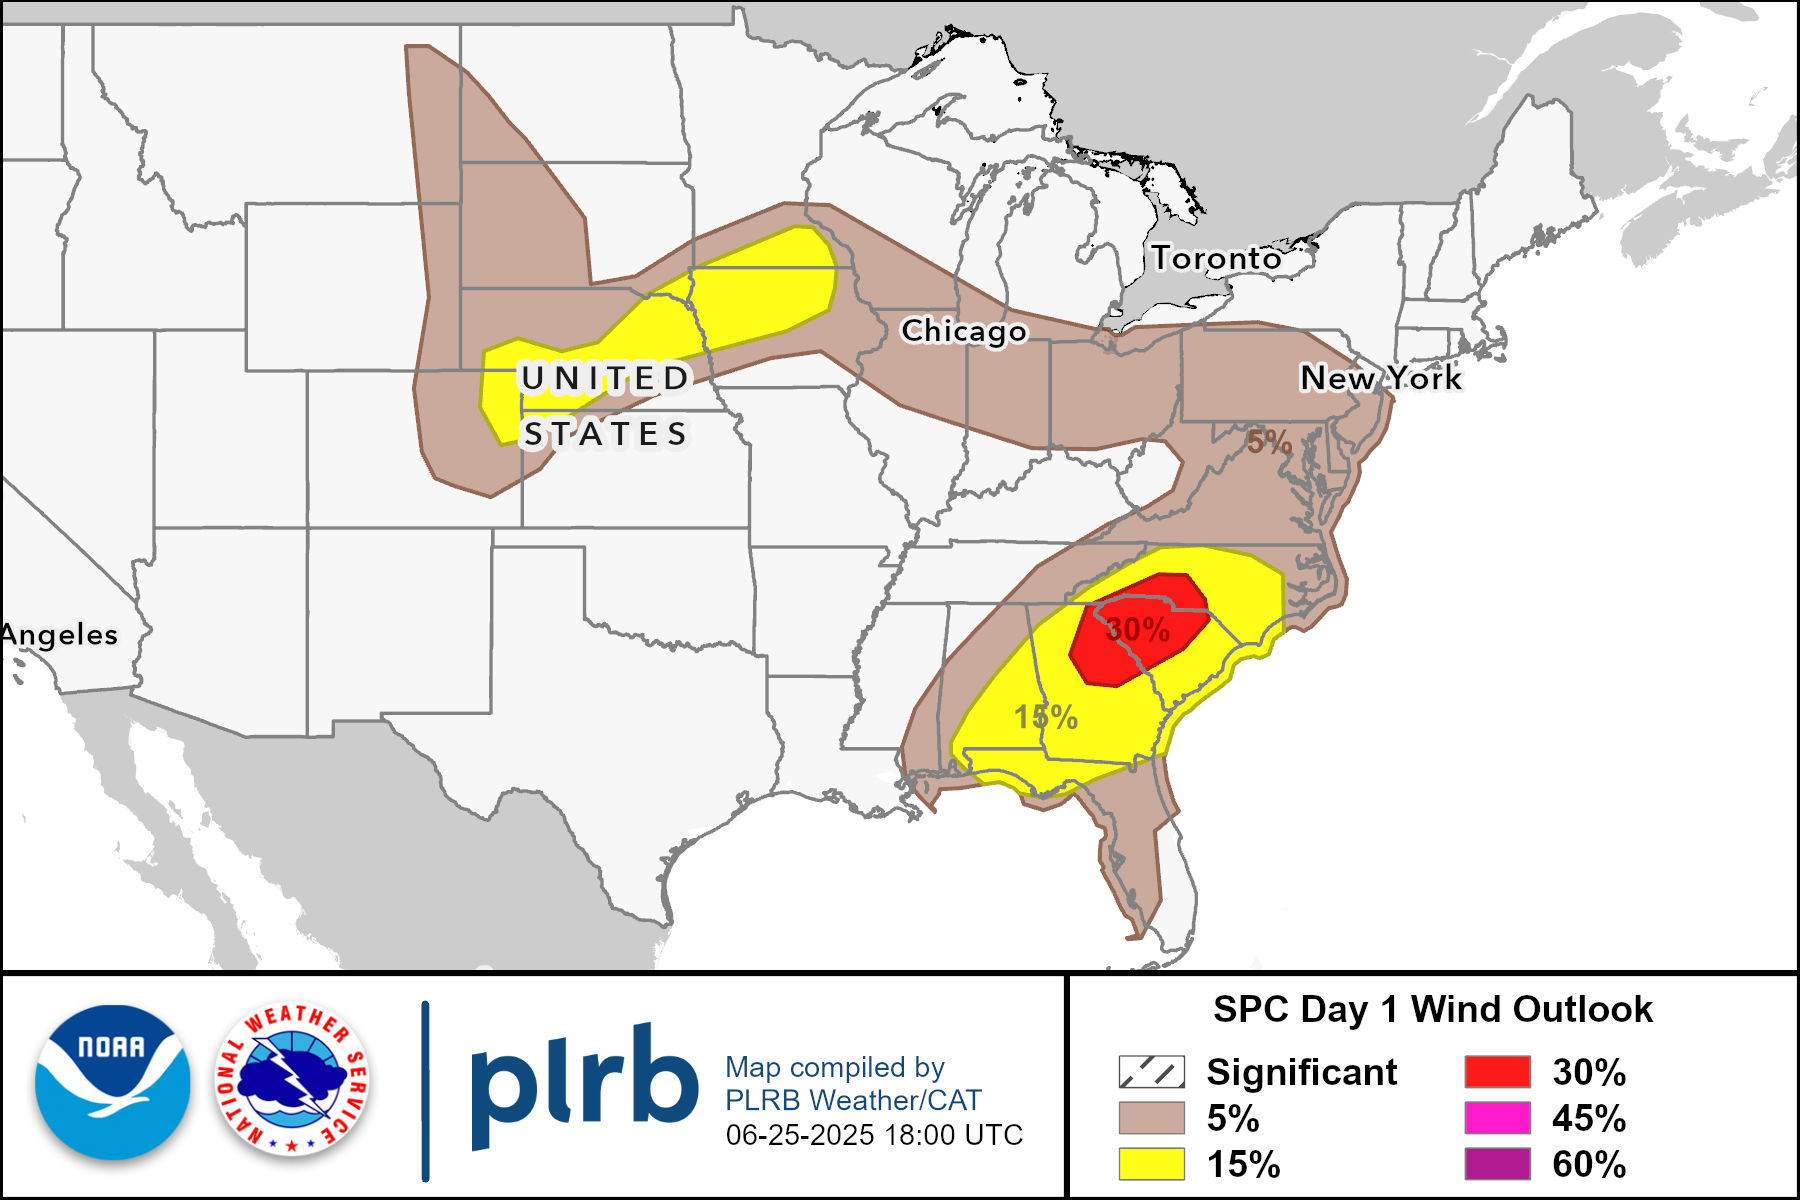 Toronto
Chicago
New York
UNITED
STATES
5%
Angeles
30%
15%
NOAA
NATIONAL WEATHER SERVICE
plrb
Map compiled by
PLRB Weather/CAT
06-25-2025 18:00 UTC
SPC Day 1 Wind Outlook
Significant
5%
15%
30%
45%
60%